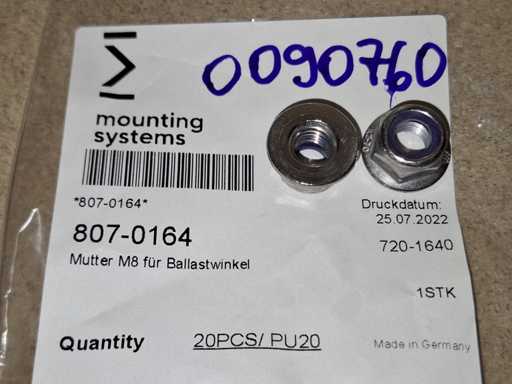 0090760
mounting
systems
*807-0164*
Druckdatum:
25.07.2022
807-0164
720-1640
Mutter M8 für Ballastwinkel
1STK
Quantity 20PCS/ PU20 Made in Germany